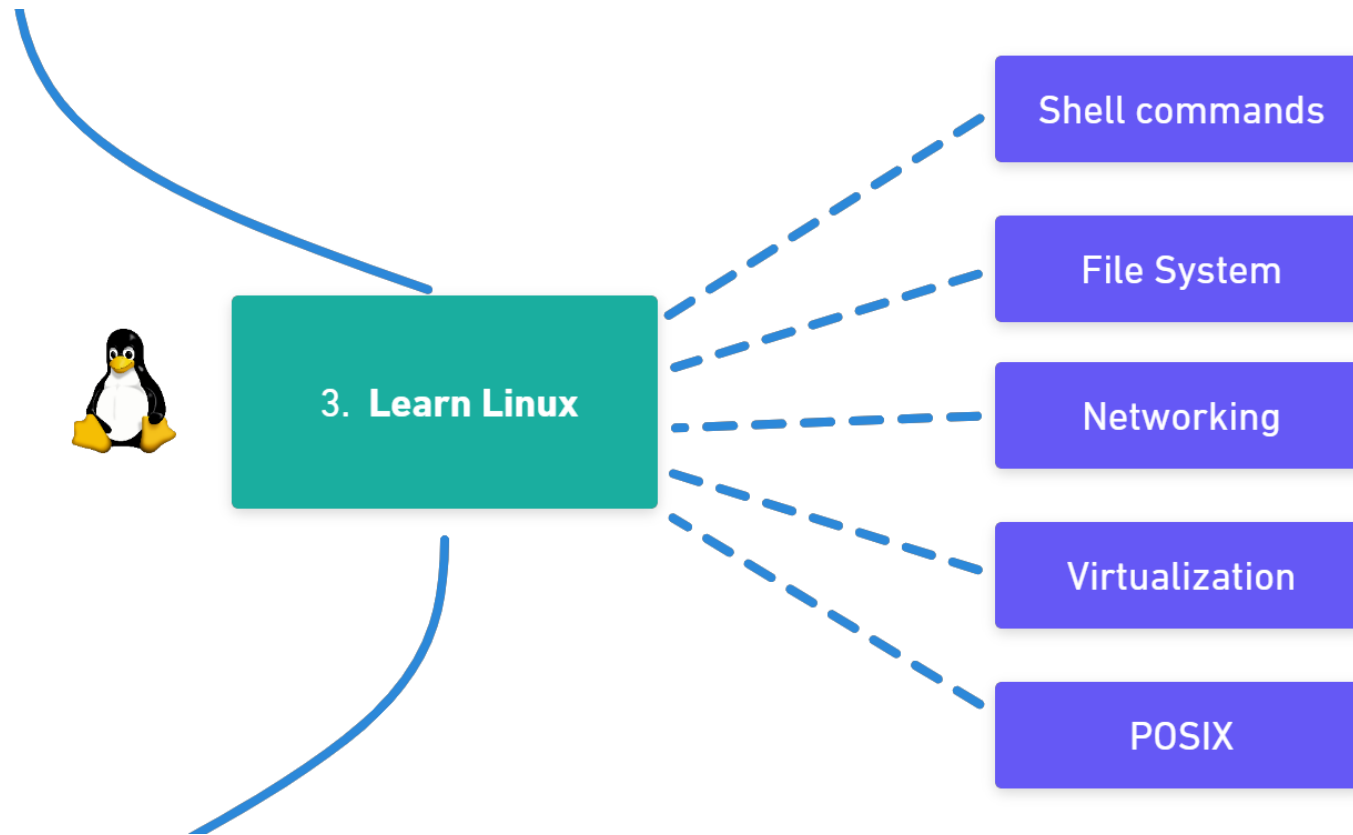 3. Learn Linux
Shell commands
File System
Networking
Virtualization
POSIX